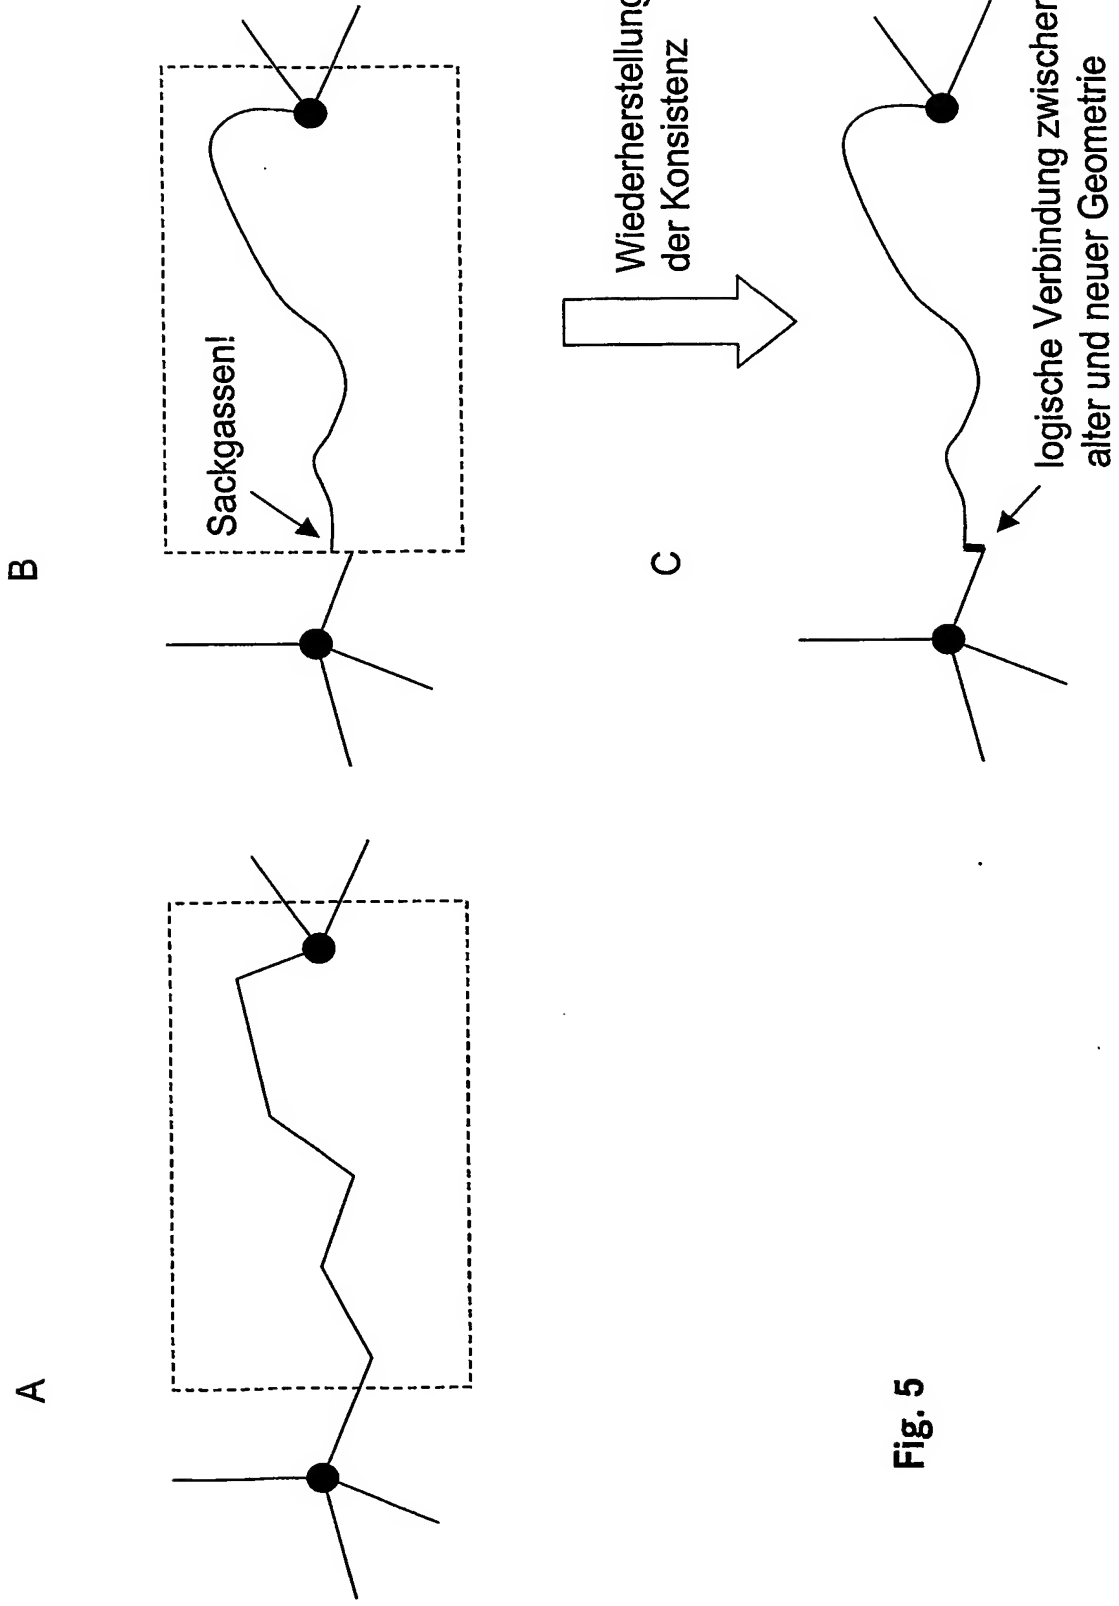 A
B
Sackgassen!
Wiederherstellung
der Konsistenz
C
logische Verbindung zwischen
alter und neuer Geometrie
Fig. 5